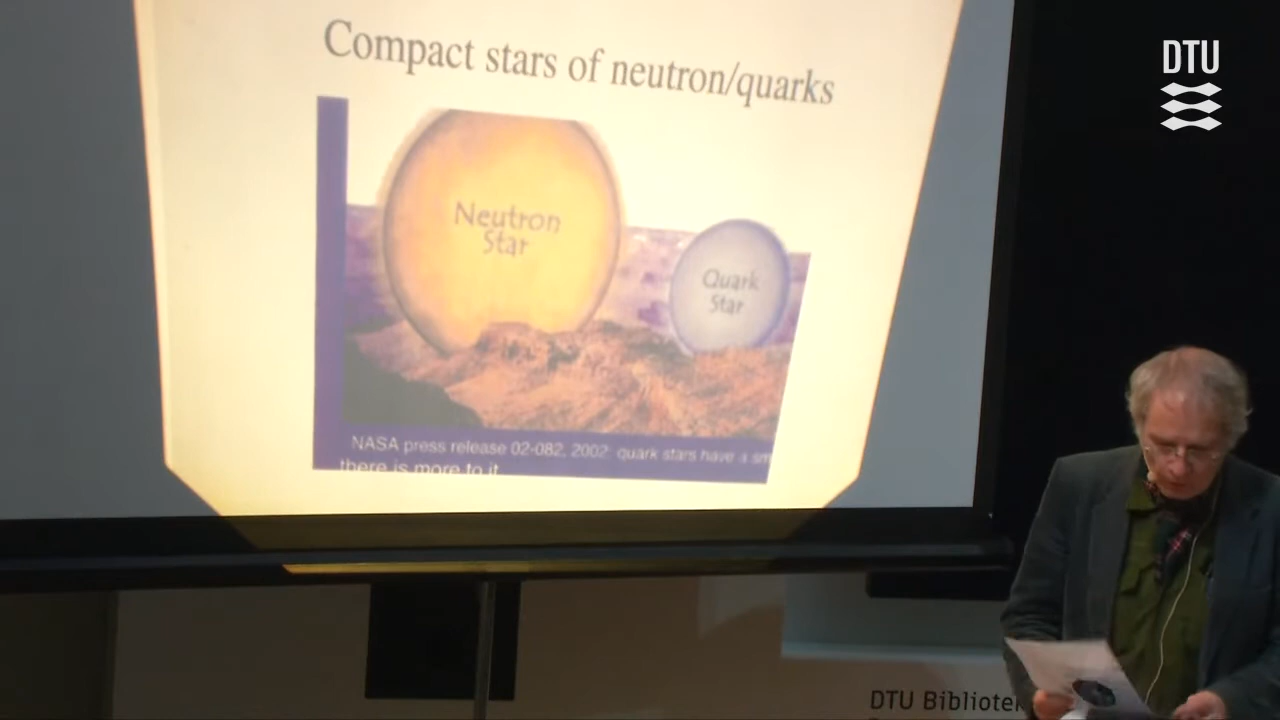 Compact stars of neutron/quarks
DTU
Neutron
Star
Quark
Star
NASA press release 02-082, 2002: quark stars have a
there is more to it
DTU